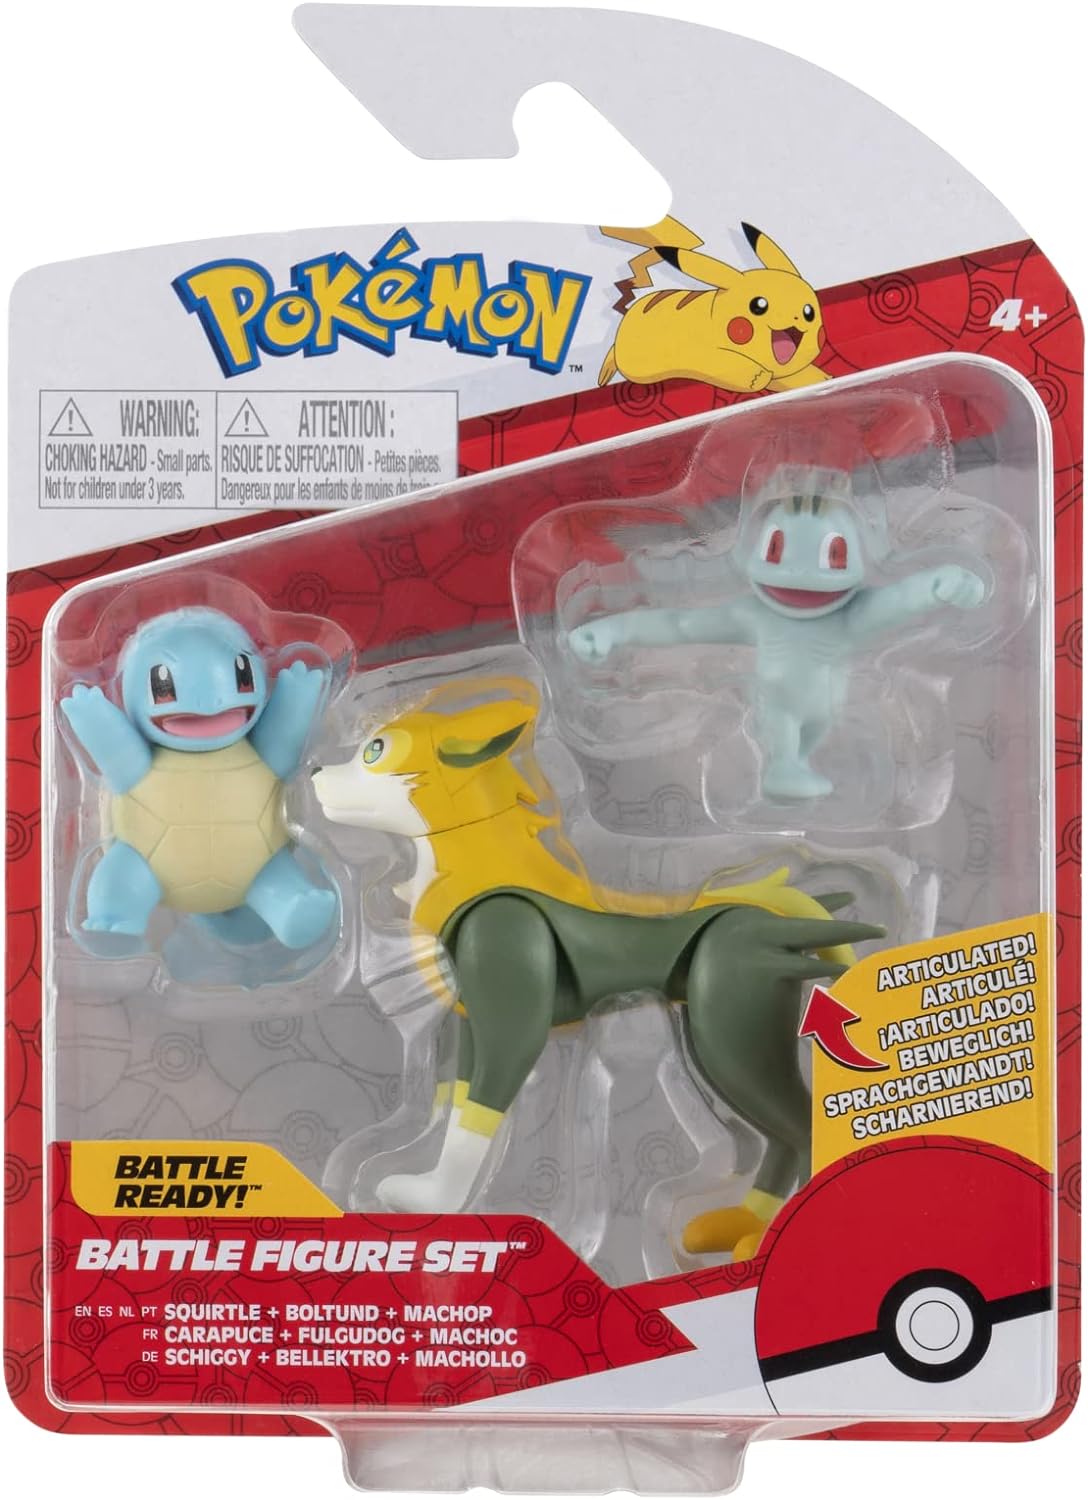 POKéMON™
4+
WARNING:
CHOKING HAZARD - Small parts.
Not for children under 3 years.
ATTENTION :
RISQUE DE SUFFOCATION - Petites pièces.
Dangereux pour les enfants de moins de trois
ARTICULATED!
ARTICULÉ!
¡ARTICULADO!
BEWEGLICH!
SPRACHGEWANDT!
SCHARNIEREND!
BATTLE
READY!™
BATTLE FIGURE SET™
EN ES NL PT SQUIRTLE + BOLTUND + MACHOP
FR CARAPUCE + FULGUDOG + MACHOC
DE SCHIGGY + BELLEKTRO + MACHOLLO